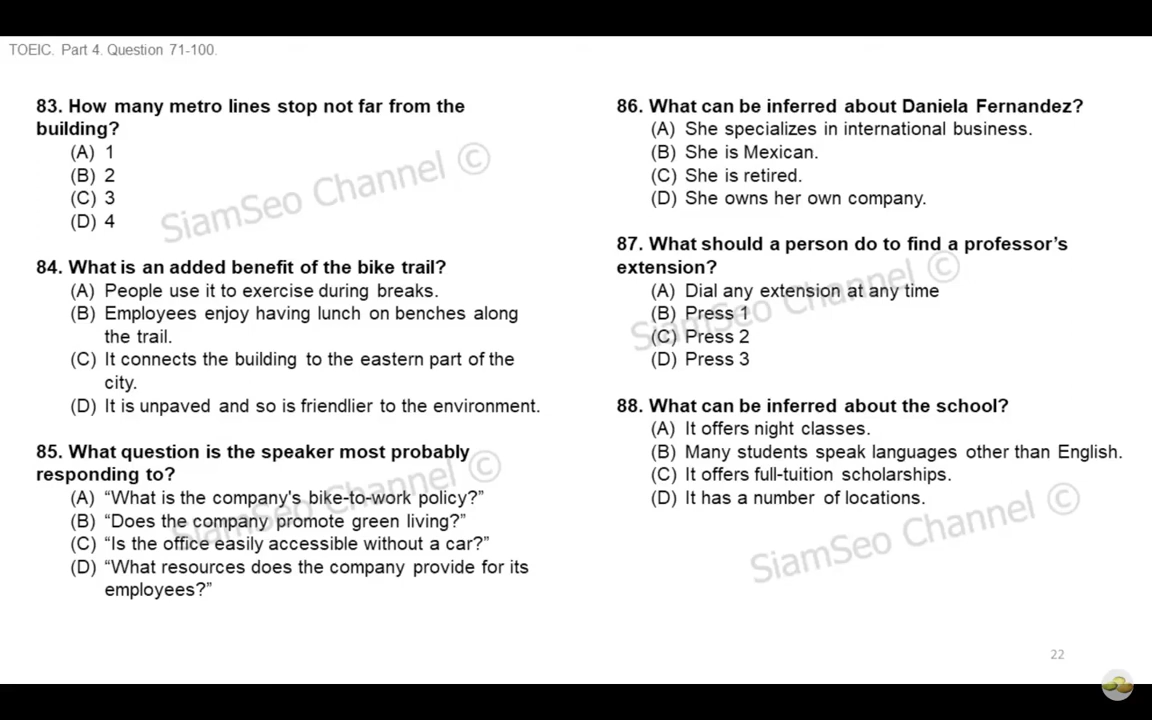 TOEIC. Part 4. Question 71-100.
83. How many metro lines stop not far from the
building?
(A) 1
(B) 2
(C) 3
(D) 4
84. What is an added benefit of the bike trail?
(A) People use it to exercise during breaks.
(B) Employees enjoy having lunch on benches along
the trail.
(C) It connects the building to the eastern part of the
city.
(D) It is unpaved and so is friendlier to the environment.
85. What question is the speaker most probably
responding to?
(A) “What is the company's bike-to-work policy?”
(B) “Does the company promote green living?”
(C) “Is the office easily accessible without a car?”
(D) “What resources does the company provide for its
employees?”
86. What can be inferred about Daniela Fernandez?
(A) She specializes in international business.
(B) She is Mexican.
(C) She is retired.
(D) She owns her own company.
87. What should a person do to find a professor’s
extension?
(A) Dial any extension at any time
(B) Press 1
(C) Press 2
(D) Press 3
88. What can be inferred about the school?
(A) It offers night classes.
(B) Many students speak languages other than English.
(C) It offers full-tuition scholarships.
(D) It has a number of locations.
SiamSeo Channel ©
SiamSeo Channel ©
SiamSeo Channel ©
SiamSeo Channel ©
22